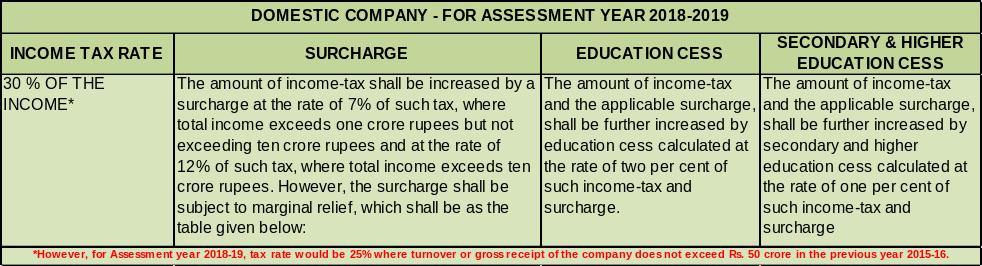 DOMESTIC COMPANY - FOR ASSESSMENT YEAR 2018-2019
INCOME TAX RATE
SURCHARGE
EDUCATION CESS
SECONDARY & HIGHER
EDUCATION CESS
30 % OF THE
INCOME*
The amount of income-tax shall be increased by a
surcharge at the rate of 7% of such tax, where
total income exceeds one crore rupees but not
exceeding ten crore rupees and at the rate of
12% of such tax, where total income exceeds ten
crore rupees. However, the surcharge shall be
subject to marginal relief, which shall be as the
table given below:
The amount of income-tax
and the applicable surcharge,
shall be further increased by
education cess calculated at
the rate of two per cent of
such income-tax and
surcharge.
The amount of income-tax
and the applicable surcharge,
shall be further increased by
secondary and higher
education cess calculated at
the rate of one per cent of
such income-tax and
surcharge
*However, for Assessment year 2018-19, tax rate would be 25% where turnover or gross receipt of the company does not exceed Rs. 50 crore in the previous year 2015-16.